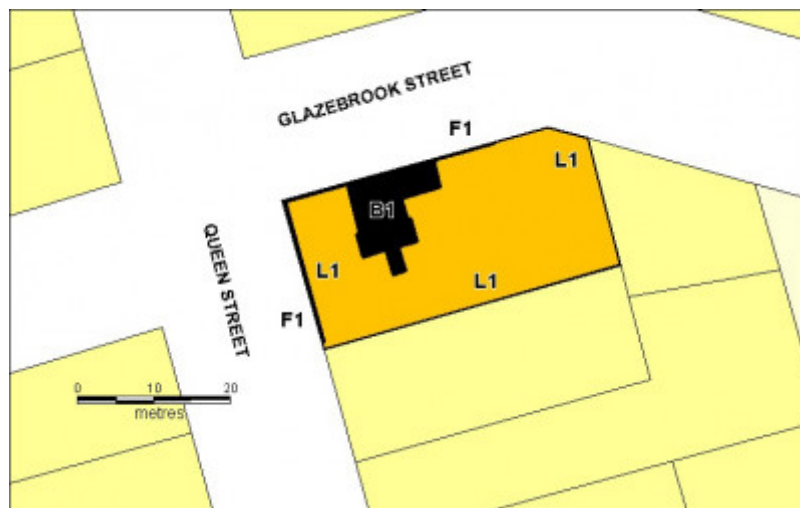 GLAZEBROOK STREET
F1
L1
B1
QUEEN STREET
L1
L1
F1
0 10 20
metres